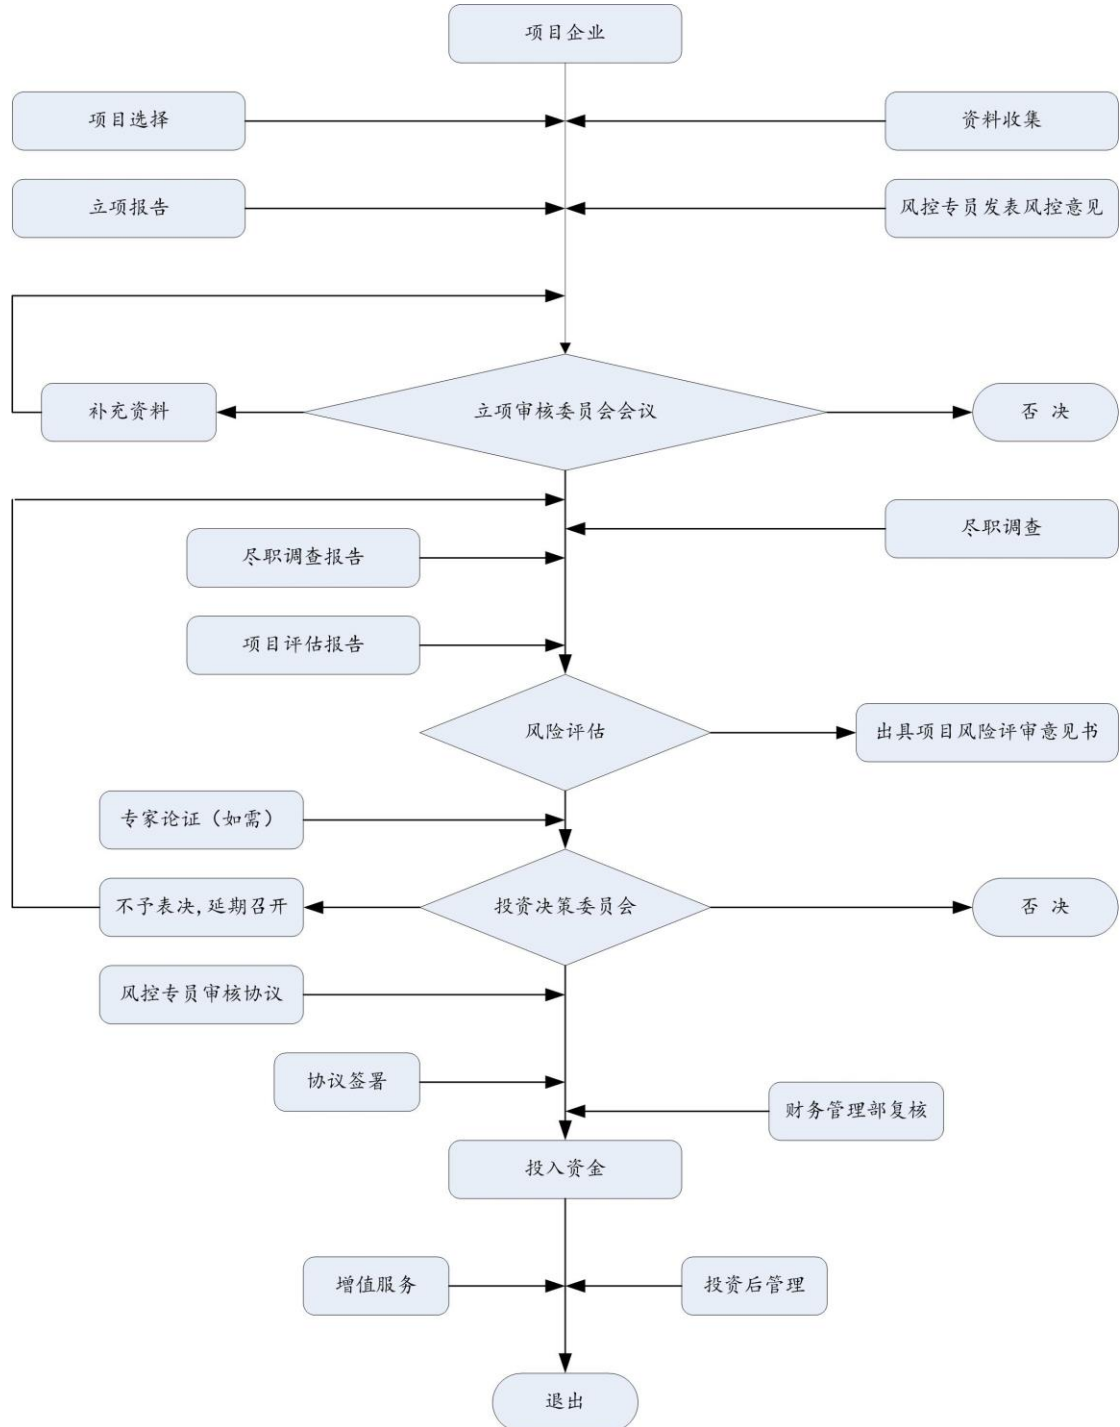 项目企业
项目选择
资料收集
立项报告
风控专员发表风控意见
补充资料
立项审核委员会会议
否 决
尽职调查
尽职调查报告
项目评估报告
风险评估
出具项目风险评审意见书
专家论证（如需）
不予表决,延期召开
投资决策委员会
否 决
风控专员审核协议
协议签署
财务管理部复核
投入资金
增值服务
投资后管理
退出